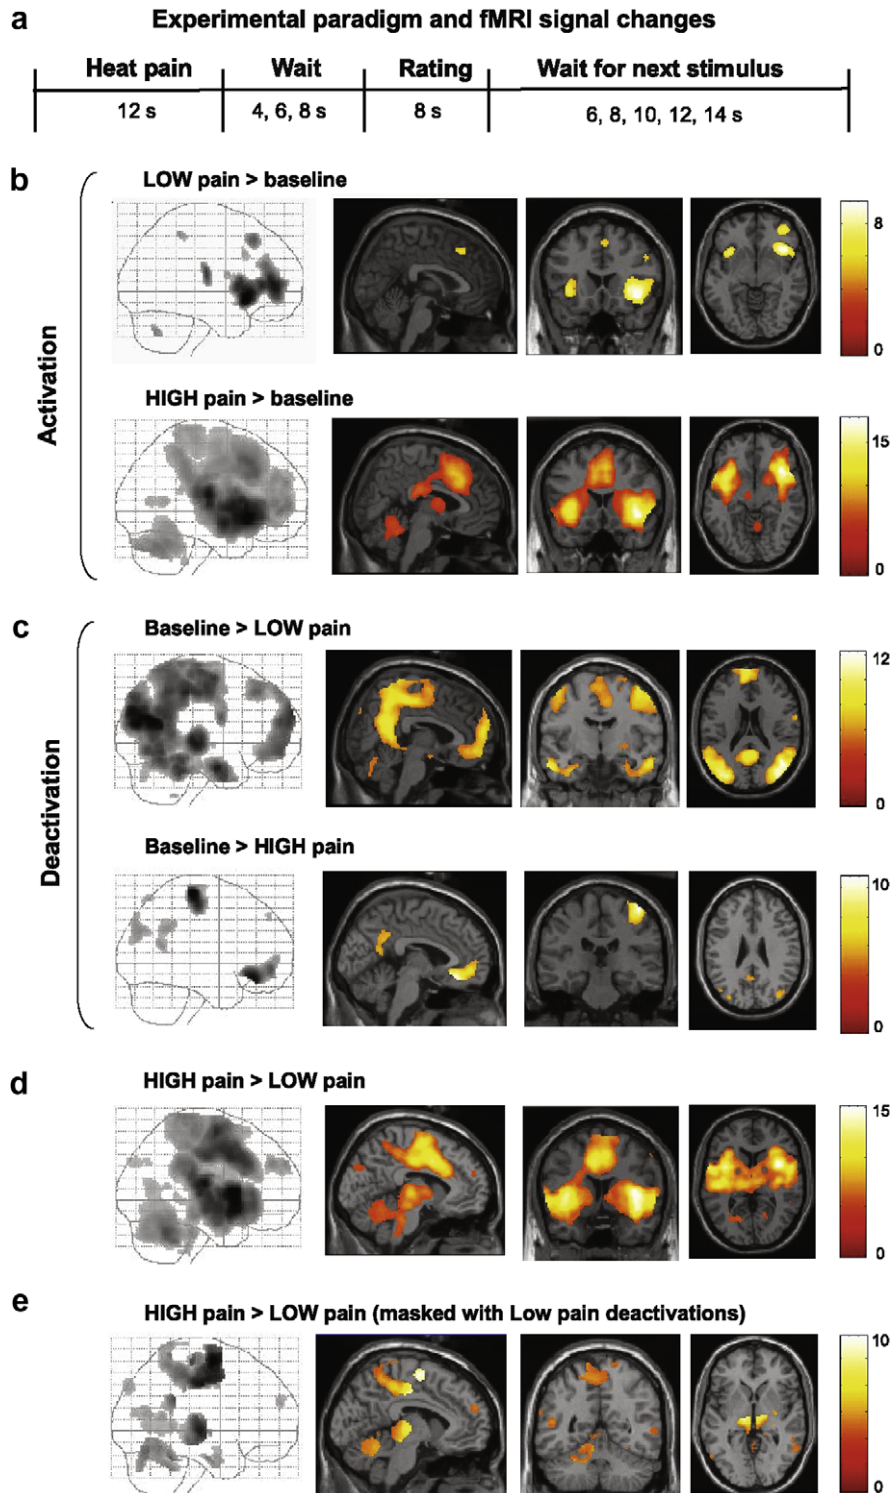 a
Experimental paradigm and fMRI signal changes
Heat pain Wait Rating Wait for next stimulus
12 s 4, 6, 8 s 8 s 6, 8, 10, 12, 14 s
b
LOW pain > baseline
8
0
Activation
HIGH pain > baseline
15
0
c
Baseline > LOW pain
12
0
Deactivation
Baseline > HIGH pain
10
0
d
HIGH pain > LOW pain
15
0
e
HIGH pain > LOW pain (masked with Low pain deactivations)
10
0